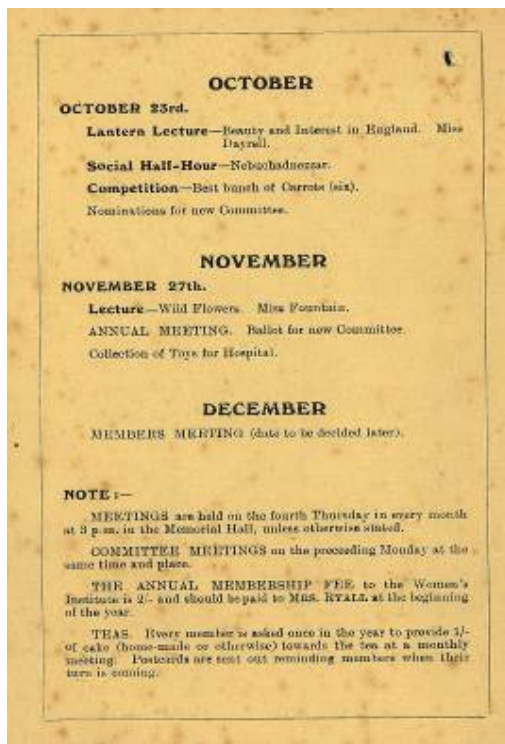 OCTOBER
OCTOBER 23rd.
Lantern Lecture—Beauty and Interest in England. Miss
Dayrell.
Social Half-Hour—Nebuchadnezzar.
Competition—Best bunch of Carrots (six).
Nominations for new Committee.
NOVEMBER
NOVEMBER 27th.
Lecture—Wild Flowers. Miss Fountain.
ANNUAL MEETING. Ballot for new Committee.
Collection of Toys for Hospital.
DECEMBER
MEMBERS MEETING (date to be decided later).
NOTE :—
MEETINGS are held on the fourth Thursday in every month
at 3 p.m. in the Memorial Hall, unless otherwise stated.
COMMITTEE MEETINGS on the preceeding Monday at the
same time and place.
THE ANNUAL MEMBERSHIP FEE to the Women's
Institute is 2/- and should be paid to MRS. RYALL at the beginning
of the year.
TEAS. Every member is asked once in the year to provide 1/-
of cake (home-made or otherwise) towards the tea at a monthly
meeting. Postcards are sent out reminding members when their
turn is coming.